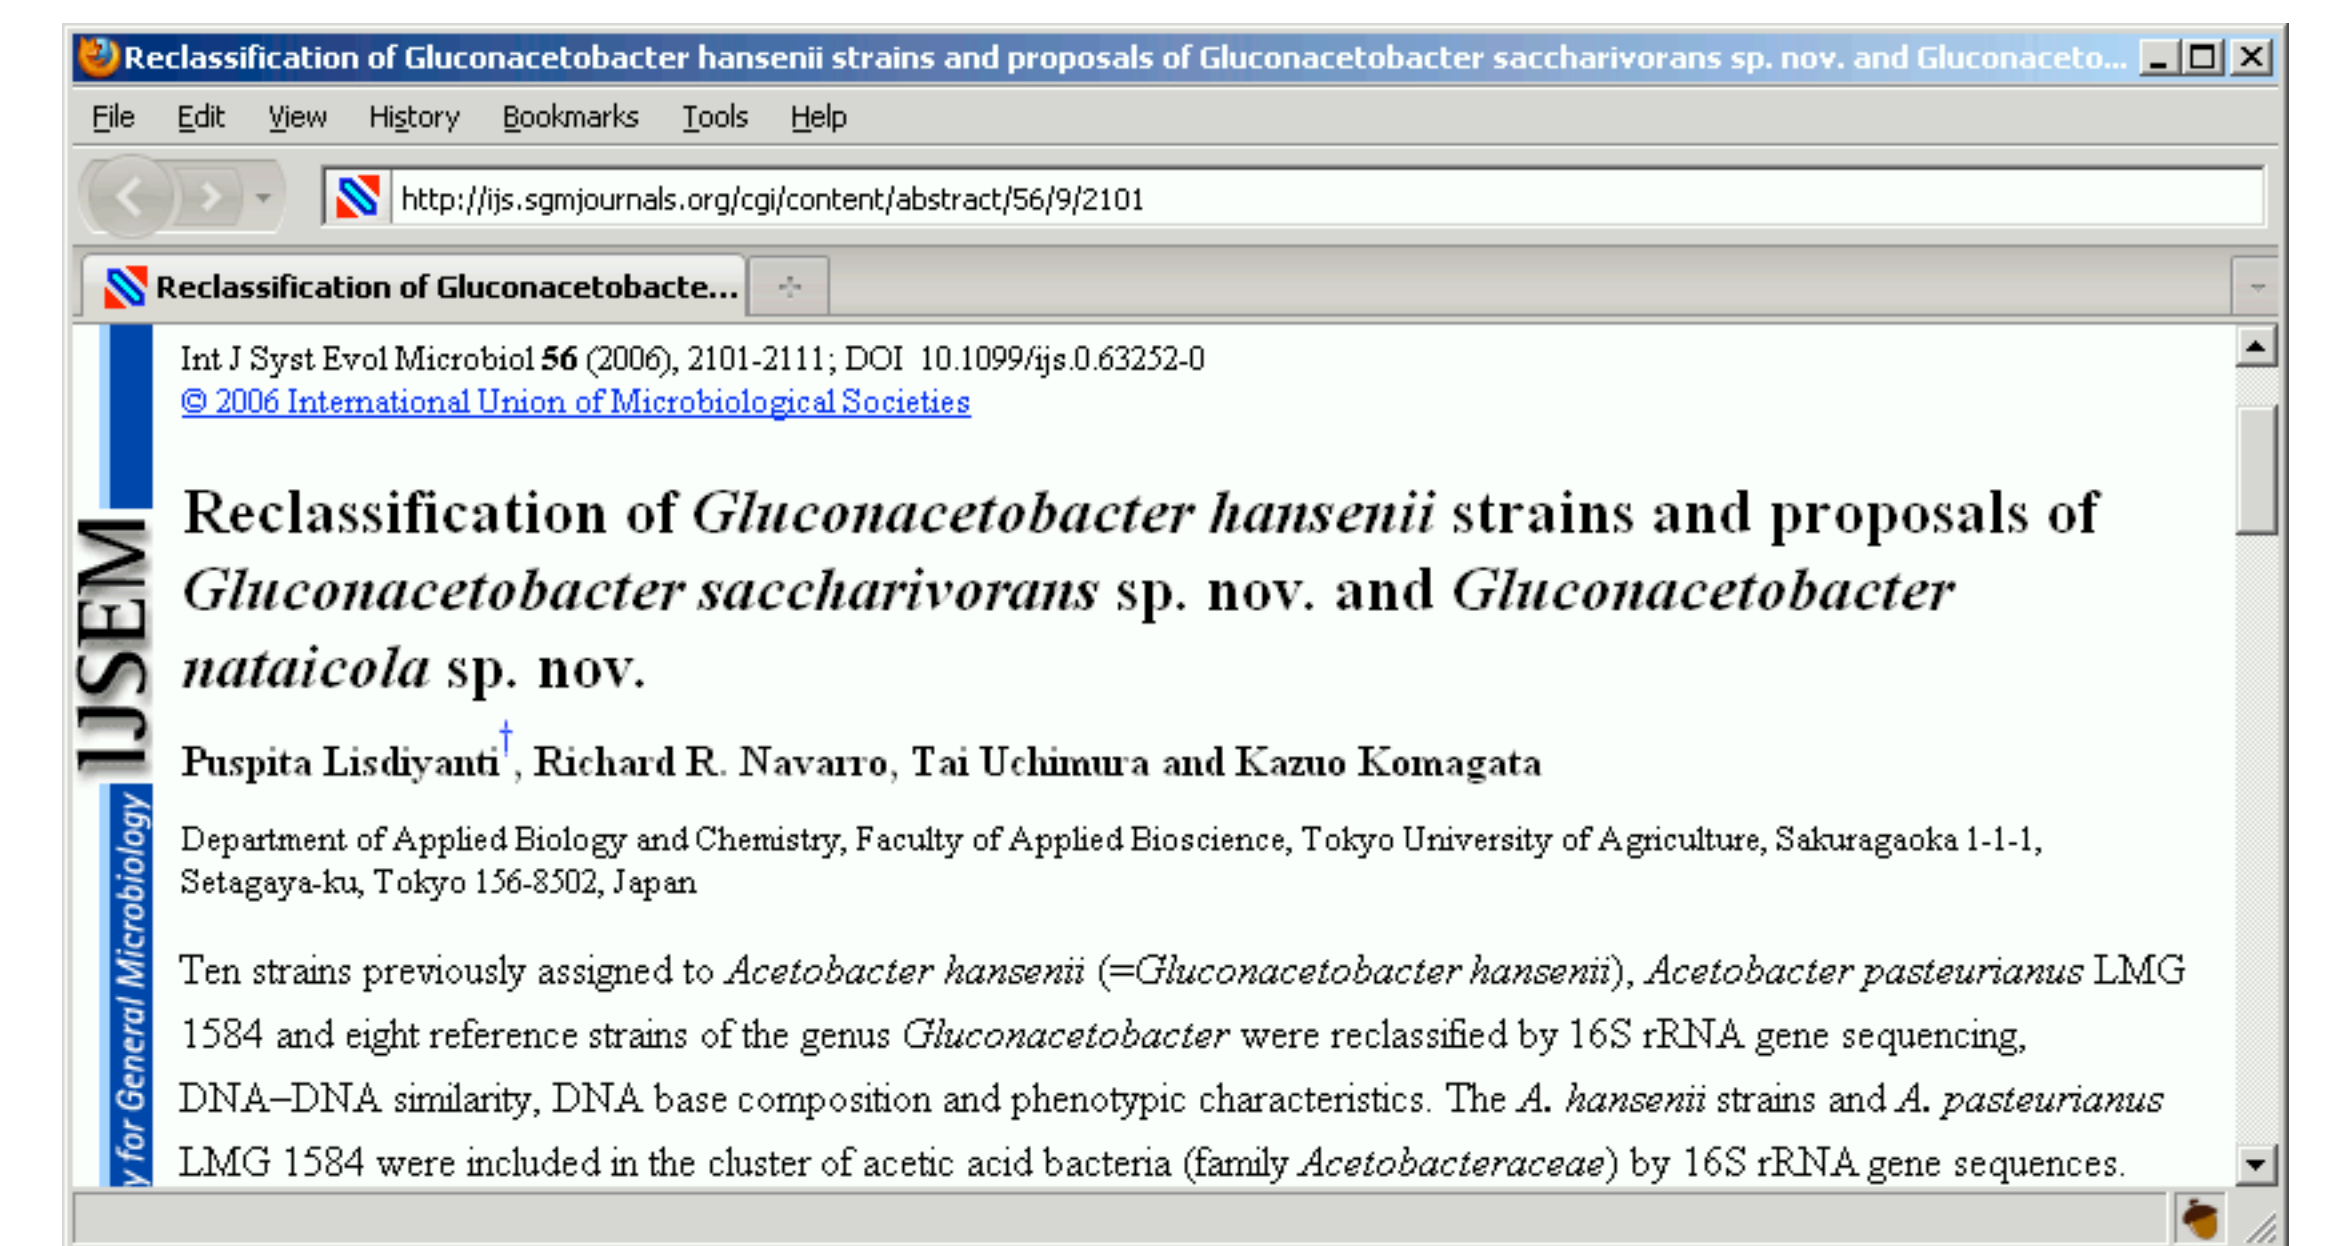 Reclassification of Gluconacetobacter hansenii strains and proposals of Gluconacetobacter saccharivorans sp. nov. and Gluconaceto...
File Edit View History Bookmarks Tools Help
http://ijs.sgmjournals.org/cgi/content/abstract/56/9/2101
Reclassification of Gluconacetobacte...
Int J Syst Evol Microbiol 56 (2006), 2101-2111; DOI 10.1099/ijs.0.63252-0
© 2006 International Union of Microbiological Societies
Reclassification of Gluconacetobacter hansenii strains and proposals of
Gluconacetobacter saccharivorans sp. nov. and Gluconacetobacter
nataicola sp. nov.
Puspita Lisdiyanti†, Richard R. Navarro, Tai Uchimura and Kazuo Komagata
Department of Applied Biology and Chemistry, Faculty of Applied Bioscience, Tokyo University of Agriculture, Sakuragaoka 1-1-1,
Setagaya-ku, Tokyo 156-8502, Japan
Ten strains previously assigned to Acetobacter hansenii (=Gluconacetobacter hansenii), Acetobacter pasteurianus LMG
1584 and eight reference strains of the genus Gluconacetobacter were reclassified by 16S rRNA gene sequencing,
DNA–DNA similarity, DNA base composition and phenotypic characteristics. The A. hansenii strains and A. pasteurianus
LMG 1584 were included in the cluster of acetic acid bacteria (family Acetobacteraceae) by 16S rRNA gene sequences.
IJSEM
y for General Microbiology